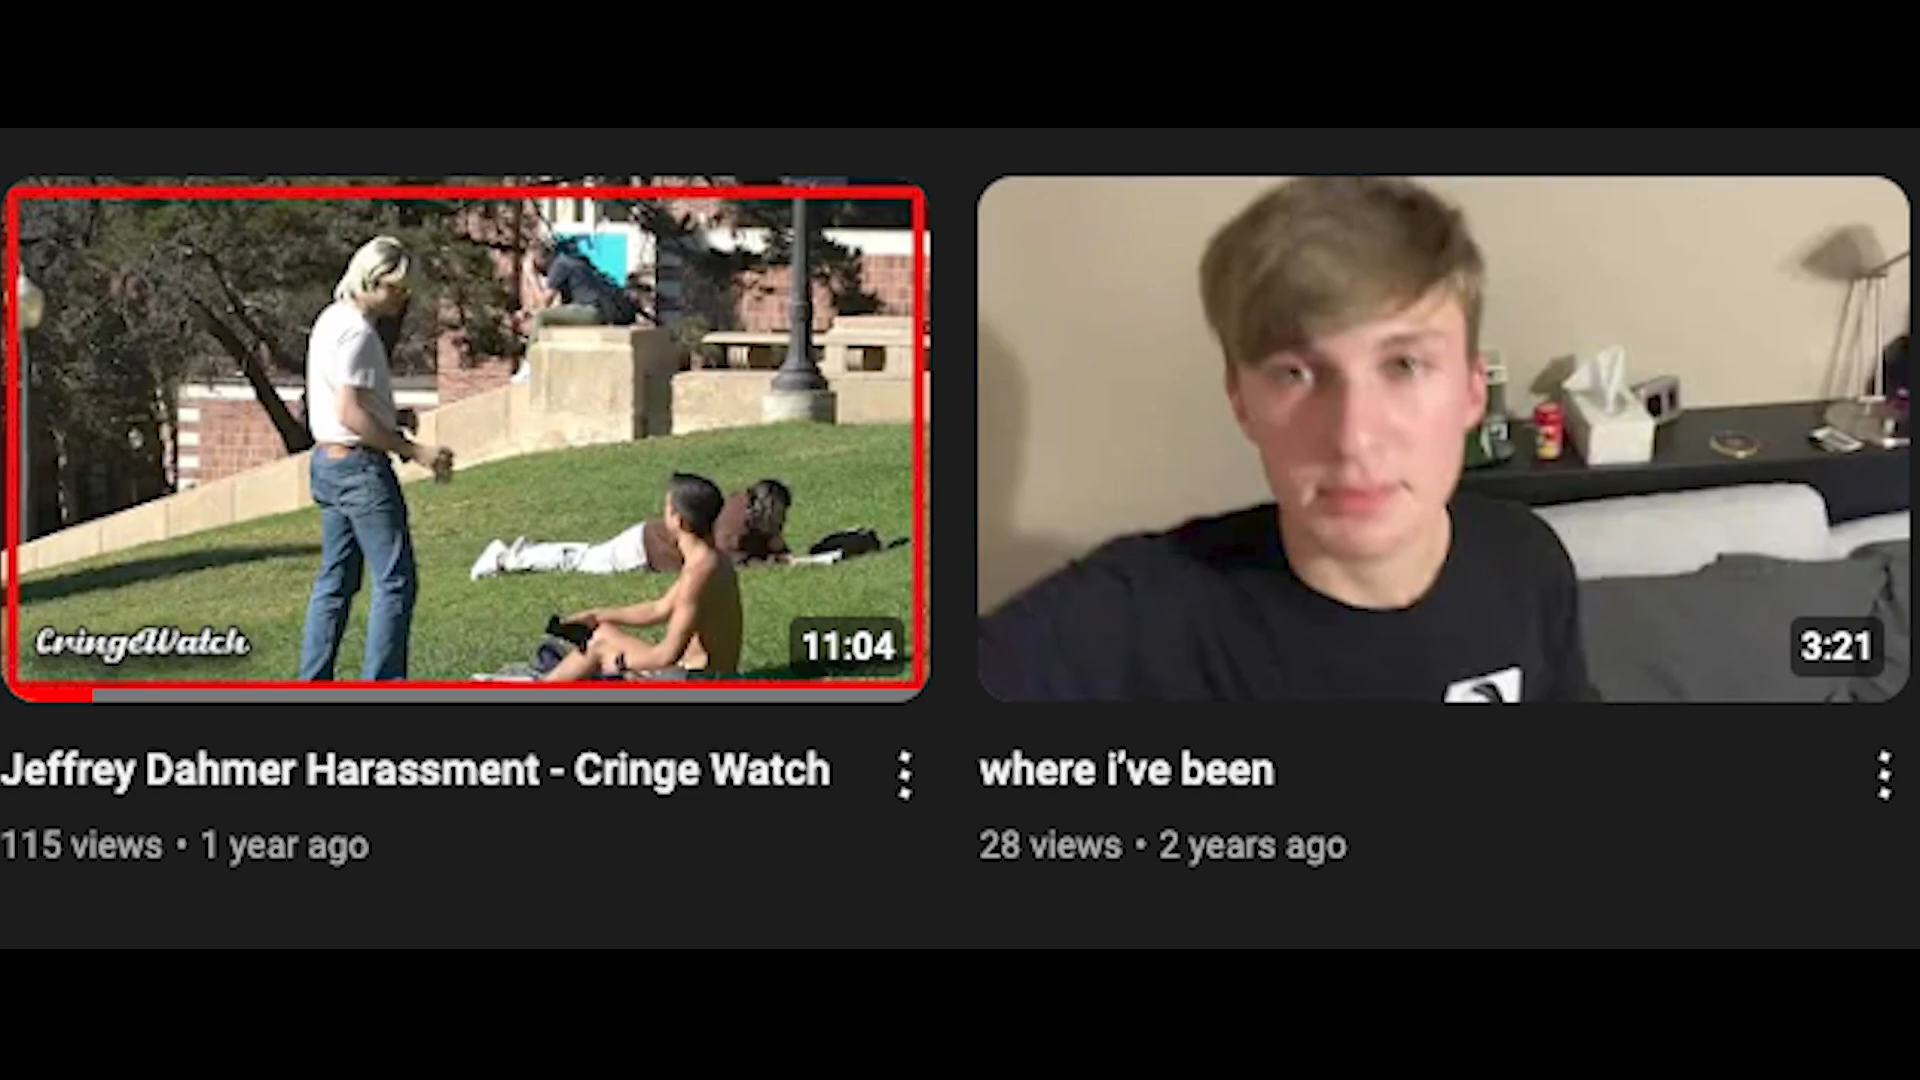 CringeWatch
11:04
3:21
Jeffrey Dahmer Harassment - Cringe Watch
where i've been
115 views • 1 year ago
28 views • 2 years ago